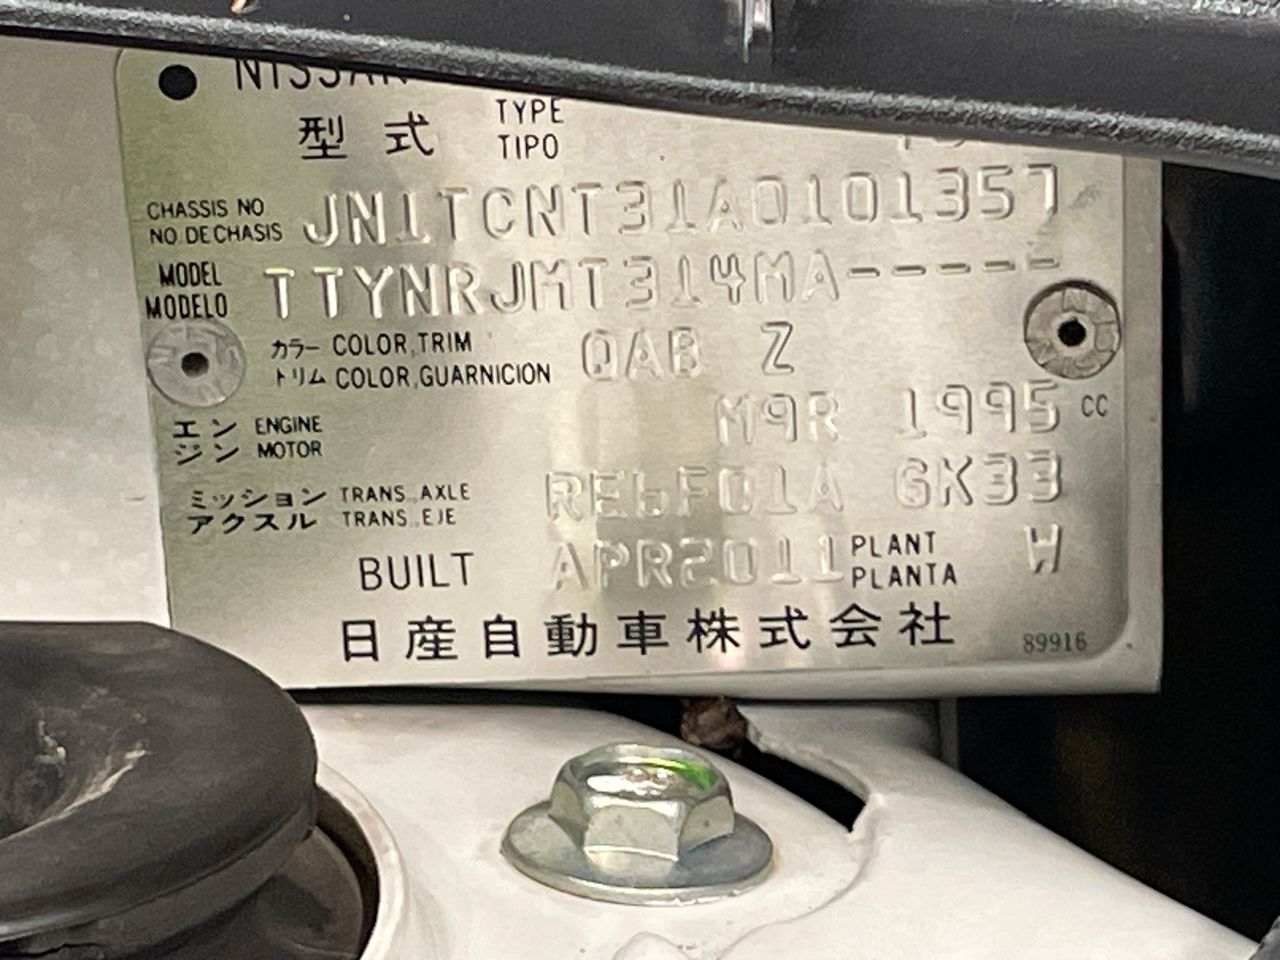 NISSAN
型式 TYPE TIPO
CHASSIS NO
NO.DE CHASIS JN1TCNT31A0101357
MODEL
MODELO TTYNRJMT314MA-----
カラー COLOR,TRIM
トリム COLOR,GUARNICION QAB Z
エンジン ENGINE MOTOR M9R 1995 CC
ミッション TRANS.,AXLE
アクスル TRANS.,EJE RE6F01A GK33
BUILT APR2011 PLANT PLANTA W
日産自動車株式会社 89916